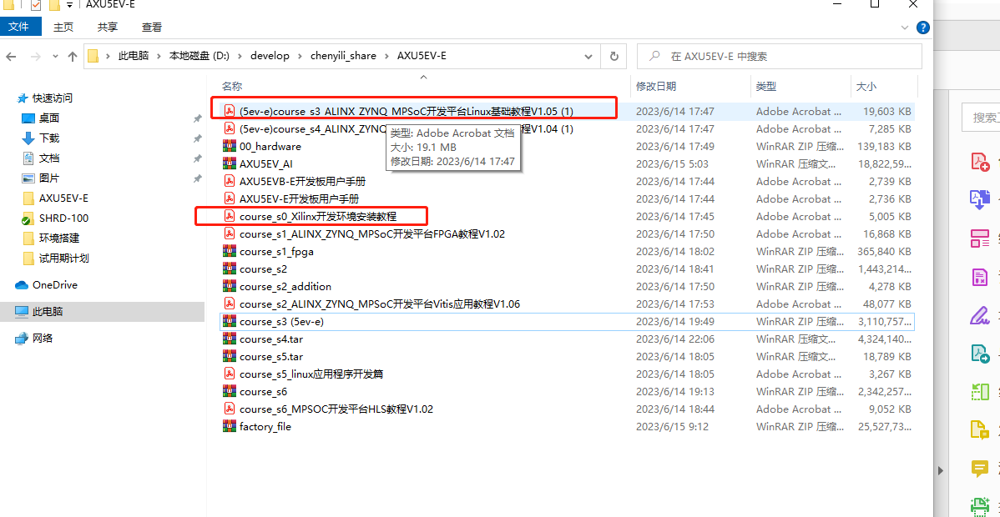 AXU5EV-E
文件 主页 共享 查看
此电脑 本地磁盘 (D:) develop chenyili_share AXU5EV-E 在 AXU5EV-E 中搜索
名称 修改日期 类型 大小
快速访问
桌面
下载
文档
图片
AXU5EV-E
SHRD-100
环境搭建
试用期计划
OneDrive
此电脑
网络
(5ev-e)course_s3_ALINX_ZYNQ_MPSoC开发平台Linux基础教程V1.05 (1) 2023/6/14 17:47 Adobe Acrobat ... 19,603 KB
(5ev-e)course_s4_ALINX_ZYNQ 教程V1.04 (1) 2023/6/14 17:47 Adobe Acrobat ... 7,285 KB
类型: Adobe Acrobat 文档
大小: 19.1 MB
修改日期: 2023/6/14 17:47
00_hardware 2023/6/14 17:49 WinRAR ZIP 压缩... 139,183 KB
AXU5EV_AI 2023/6/15 5:03 WinRAR 压缩文... 18,822,59...
AXU5EVB-E开发板用户手册 2023/6/14 17:44 Adobe Acrobat ... 2,739 KB
AXU5EV-E开发板用户手册 2023/6/14 17:44 Adobe Acrobat ... 2,736 KB
course_s0_Xilinx开发环境安装教程 2023/6/14 17:45 Adobe Acrobat ... 5,005 KB
course_s1_ALINX_ZYNQ_MPSoC开发平台FPGA教程V1.02 2023/6/14 17:50 Adobe Acrobat ... 16,868 KB
course_s1_fpga 2023/6/14 18:02 WinRAR ZIP 压缩... 365,840 KB
course_s2 2023/6/14 18:41 WinRAR ZIP 压缩... 1,443,214...
course_s2_addition 2023/6/14 17:50 WinRAR ZIP 压缩... 4,278 KB
course_s2_ALINX_ZYNQ_MPSoC开发平台Vitis应用教程V1.06 2023/6/14 17:53 Adobe Acrobat ... 48,077 KB
course_s3 (5ev-e) 2023/6/14 19:49 WinRAR ZIP 压缩... 3,110,757...
course_s4.tar 2023/6/14 22:06 WinRAR 压缩文... 4,324,140...
course_s5.tar 2023/6/14 18:05 WinRAR 压缩文... 18,789 KB
course_s5_linux应用程序开发篇 2023/6/14 18:05 Adobe Acrobat ... 3,267 KB
course_s6 2023/6/14 19:13 WinRAR ZIP 压缩... 2,342,257...
course_s6_MPSOC开发平台HLS教程V1.02 2023/6/14 18:44 Adobe Acrobat ... 9,052 KB
factory_file 2023/6/15 9:12 WinRAR ZIP 压缩... 25,527,73...
搜索工